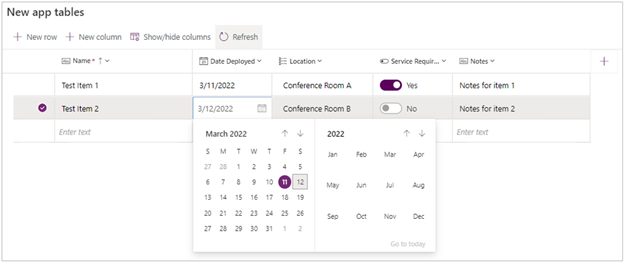 New app tables
New row New column Show/hide columns Refresh
Abc Name * ↑ Date Deployed Location Service Requir... Abc Notes
Test Item 1 3/11/2022 Conference Room A Yes Notes for item 1
Test Item 2 3/12/2022 Conference Room B No Notes for item 2
Enter text Enter text
March 2022 2022
S M T W T F S
Jan Feb Mar Apr
27 28 1 2 3 4 5
6 7 8 9 10 11 12
May Jun Jul Aug
13 14 15 16 17 18 19
20 21 22 23 24 25 26
Sep Oct Nov Dec
27 28 29 30 31 1 2
Go to today